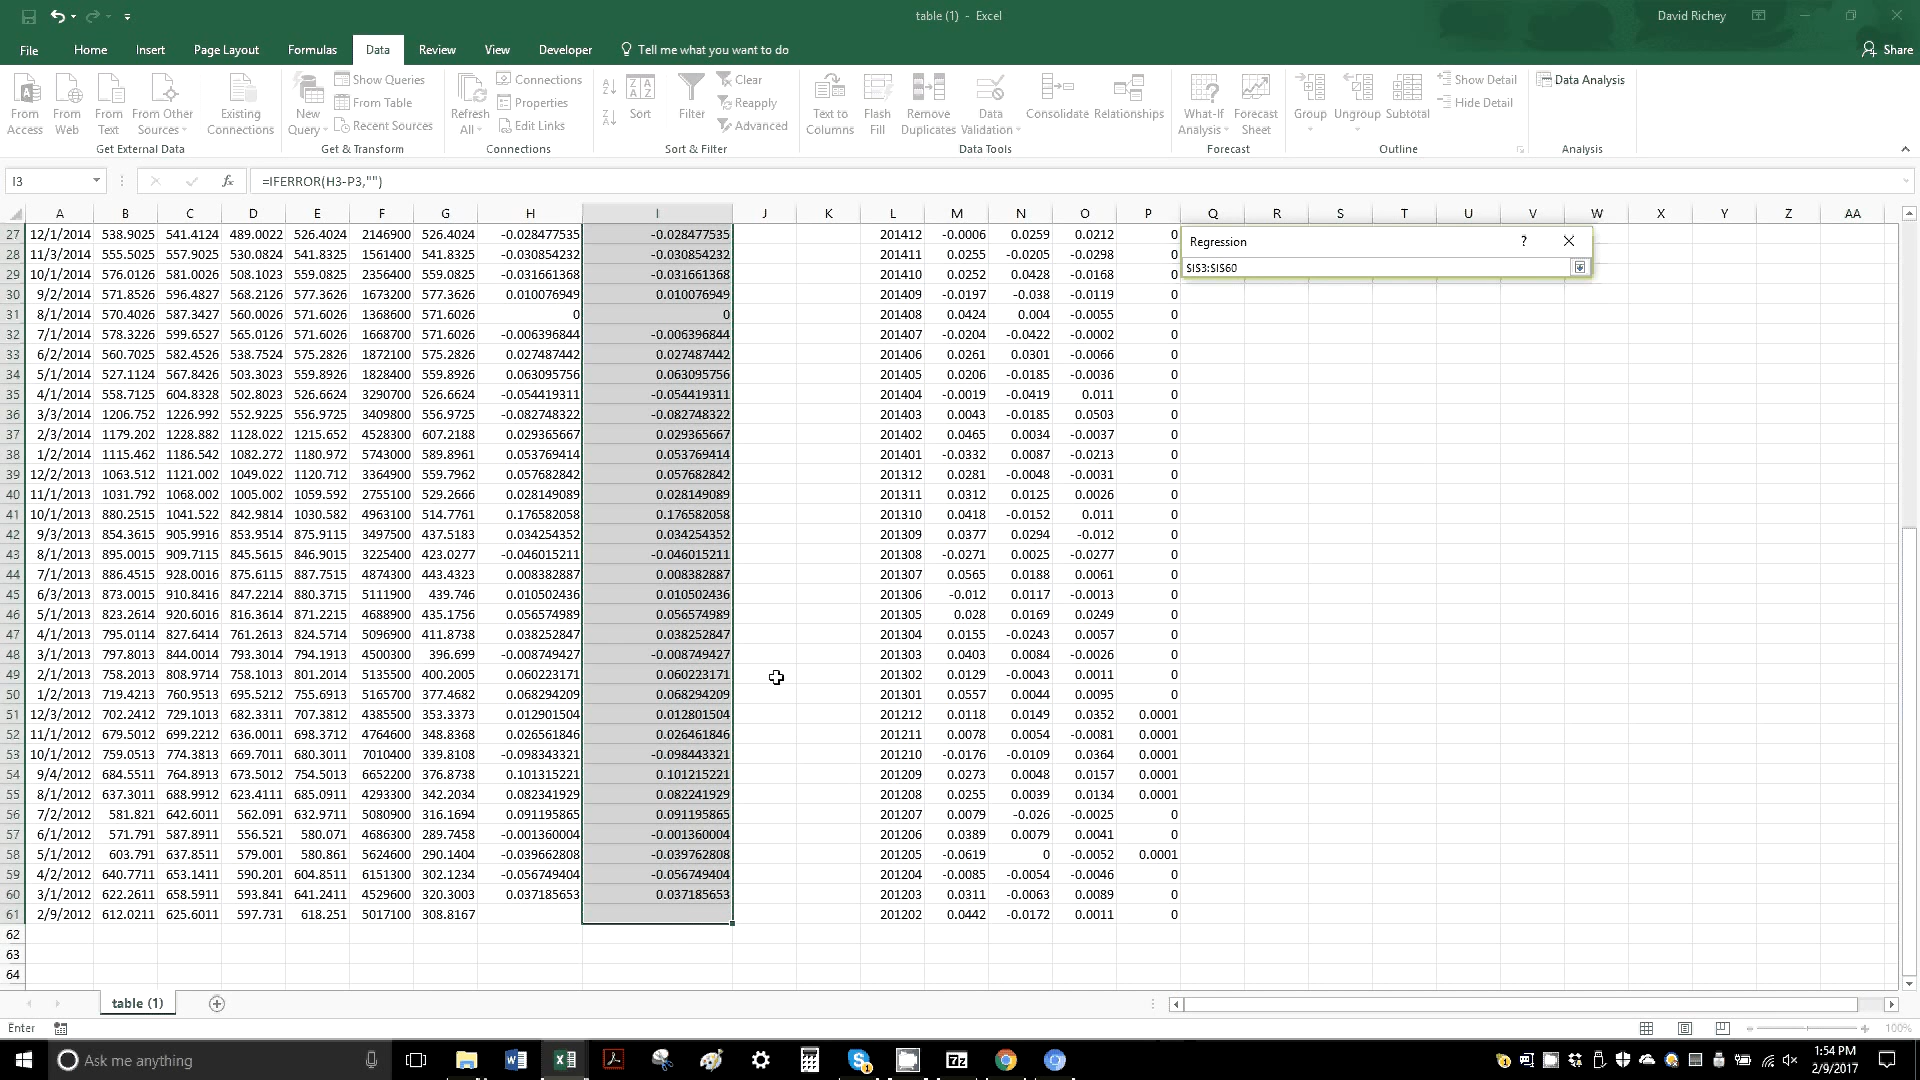 table (1) - Excel
David Richey
File Home Insert Page Layout Formulas Data Review View Developer Tell me what you want to do Share
From Access From Web From Text From Other Sources Existing Connections New Query Show Queries From Table Recent Sources Refresh All Connections Properties Edit Links Sort Filter Clear Reapply Advanced Text to Columns Flash Fill Remove Duplicates Data Validation Consolidate Relationships What-If Analysis Forecast Sheet Group Ungroup Subtotal Show Detail Hide Detail Data Analysis
Get External Data Get & Transform Connections Sort & Filter Data Tools Forecast Outline Analysis
I3 fx =IFERROR(H3-P3,"")
A B C D E F G H I J K L M N O P Q R S T U V W X Y Z AA
Regression ?
$I$3:$I$60
27 12/1/2014 538.9025 541.4124 489.0022 526.4024 2146900 526.4024 -0.028477535 -0.028477535 201412 -0.0006 0.0259 0.0212 0
28 11/3/2014 555.5025 557.9025 530.0824 541.8325 1561400 541.8325 -0.030854232 -0.030854232 201411 0.0255 -0.0205 -0.0298 0
29 10/1/2014 576.0126 581.0026 508.1023 559.0825 2356400 559.0825 -0.031661368 -0.031661368 201410 0.0252 0.0428 -0.0168 0
30 9/2/2014 571.8526 596.4827 568.2126 577.3626 1673200 577.3626 0.010076949 0.010076949 201409 -0.0197 -0.038 -0.0119 0
31 8/1/2014 570.4026 587.3427 560.0026 571.6026 1368600 571.6026 0 0 201408 0.0424 0.004 -0.0055 0
32 7/1/2014 578.3226 599.6527 565.0126 571.6026 1668700 571.6026 -0.006396844 -0.006396844 201407 -0.0204 -0.0422 -0.0002 0
33 6/2/2014 560.7025 582.4526 538.7524 575.2826 1872100 575.2826 0.027487442 0.027487442 201406 0.0261 0.0301 -0.0066 0
34 5/1/2014 527.1124 567.8426 503.3023 559.8926 1828400 559.8926 0.063095756 0.063095756 201405 0.0206 -0.0185 -0.0036 0
35 4/1/2014 558.7125 604.8328 502.8023 526.6624 3290700 526.6624 -0.054419311 -0.054419311 201404 -0.0019 -0.0419 0.011 0
36 3/3/2014 1206.752 1226.992 552.9225 556.9725 3409800 556.9725 -0.082748322 -0.082748322 201403 0.0043 -0.0185 0.0503 0
37 2/3/2014 1179.202 1228.882 1128.022 1215.652 4528300 607.2188 0.029365667 0.029365667 201402 0.0465 0.0034 -0.0037 0
38 1/2/2014 1115.462 1186.542 1082.272 1180.972 5743000 589.8961 0.053769414 0.053769414 201401 -0.0332 0.0087 -0.0213 0
39 12/2/2013 1063.512 1121.002 1049.022 1120.712 3364900 559.7962 0.057682842 0.057682842 201312 0.0281 -0.0048 -0.0031 0
40 11/1/2013 1031.792 1068.002 1005.002 1059.592 2755100 529.2666 0.028149089 0.028149089 201311 0.0312 0.0125 0.0026 0
41 10/1/2013 880.2515 1041.522 842.9814 1030.582 4963100 514.7761 0.176582058 0.176582058 201310 0.0418 -0.0152 0.011 0
42 9/3/2013 854.3615 905.9916 853.9514 875.9115 3497500 437.5183 0.034254352 0.034254352 201309 0.0377 0.0294 -0.012 0
43 8/1/2013 895.0015 909.7115 845.5615 846.9015 3225400 423.0277 -0.046015211 -0.046015211 201308 -0.0271 0.0025 -0.0277 0
44 7/1/2013 886.4515 928.0016 875.6115 887.7515 4874300 443.4323 0.008382887 0.008382887 201307 0.0565 0.0188 0.0061 0
45 6/3/2013 873.0015 910.8416 847.2214 880.3715 5111900 439.746 0.010502436 0.010502436 201306 -0.012 0.0117 -0.0013 0
46 5/1/2013 823.2614 920.6016 816.3614 871.2215 4688900 435.1756 0.056574989 0.056574989 201305 0.028 0.0169 0.0249 0
47 4/1/2013 795.0114 827.6414 761.2613 824.5714 5096900 411.8738 0.038252847 0.038252847 201304 0.0155 -0.0243 0.0057 0
48 3/1/2013 797.8013 844.0014 793.3014 794.1913 4500300 396.699 -0.008749427 -0.008749427 201303 0.0403 0.0084 -0.0026 0
49 2/1/2013 758.2013 808.9714 758.1013 801.2014 5135500 400.2005 0.060223171 0.060223171 201302 0.0129 -0.0043 0.0011 0
50 1/2/2013 719.4213 760.9513 695.5212 755.6913 5165700 377.4682 0.068294209 0.068294209 201301 0.0557 0.0044 0.0095 0
51 12/3/2012 702.2412 729.1013 682.3311 707.3812 4385500 353.3373 0.012901504 0.012801504 201212 0.0118 0.0149 0.0352 0.0001
52 11/1/2012 679.5012 699.2212 636.0011 698.3712 4764600 348.8368 0.026561846 0.026461846 201211 0.0078 0.0054 -0.0081 0.0001
53 10/1/2012 759.0513 774.3813 669.7011 680.3011 7010400 339.8108 -0.098343321 -0.098443321 201210 -0.0176 -0.0109 0.0364 0.0001
54 9/4/2012 684.5511 764.8913 673.5012 754.5013 6652200 376.8738 0.101315221 0.101215221 201209 0.0273 0.0048 0.0157 0.0001
55 8/1/2012 637.3011 688.9912 623.4111 685.0911 4293300 342.2034 0.082341929 0.082241929 201208 0.0255 0.0039 0.0134 0.0001
56 7/2/2012 581.821 642.6011 562.091 632.9711 5080900 316.1694 0.091195865 0.091195865 201207 0.0079 -0.026 -0.0025 0
57 6/1/2012 571.791 587.8911 556.521 580.071 4686300 289.7458 -0.001360004 -0.001360004 201206 0.0389 0.0079 0.0041 0
58 5/1/2012 603.791 637.8511 579.001 580.861 5624600 290.1404 -0.039662808 -0.039762808 201205 -0.0619 0 -0.0052 0.0001
59 4/2/2012 640.7711 653.1411 590.201 604.8511 6151300 302.1234 -0.056749404 -0.056749404 201204 -0.0085 -0.0054 -0.0046 0
60 3/1/2012 622.2611 658.5911 593.841 641.2411 4529600 320.3003 0.037185653 0.037185653 201203 0.0311 -0.0063 0.0089 0
61 2/9/2012 612.0211 625.6011 597.731 618.251 5017100 308.8167 201202 0.0442 -0.0172 0.0011 0
62
63
64
table (1)
Enter 100%
Ask me anything
1:54 PM
2/9/2017